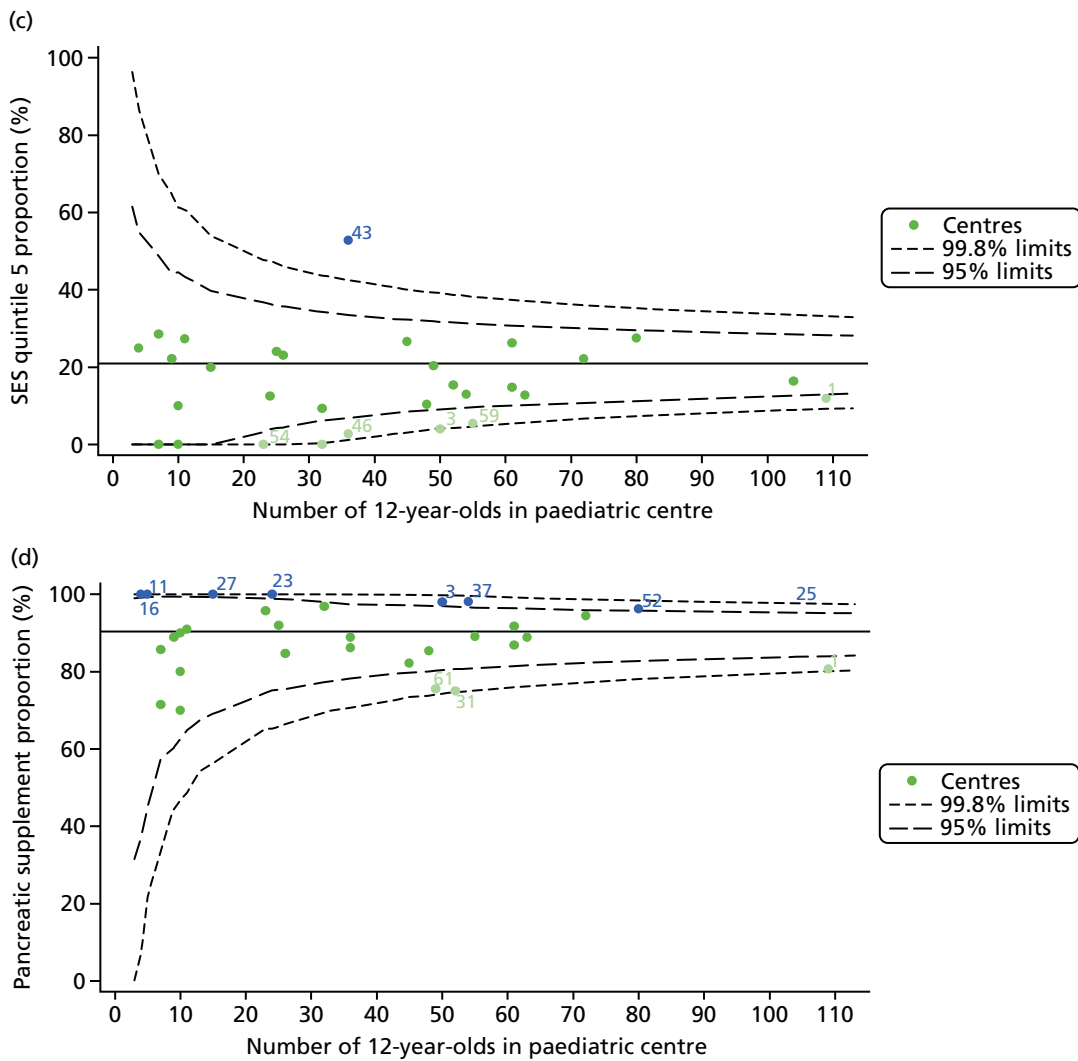 (c)
100
80
60
40
20
0
SES quintile 5 proportion (%)
43
54
46
3
59
1
0 10 20 30 40 50 60 70 80 90 100 110
Number of 12-year-olds in paediatric centre
Centres
99.8% limits
95% limits
(d)
100
80
60
40
20
0
Pancreatic supplement proportion (%)
11
16
27
23
3
37
52
25
61
31
1
0 10 20 30 40 50 60 70 80 90 100 110
Number of 12-year-olds in paediatric centre
Centres
99.8% limits
95% limits